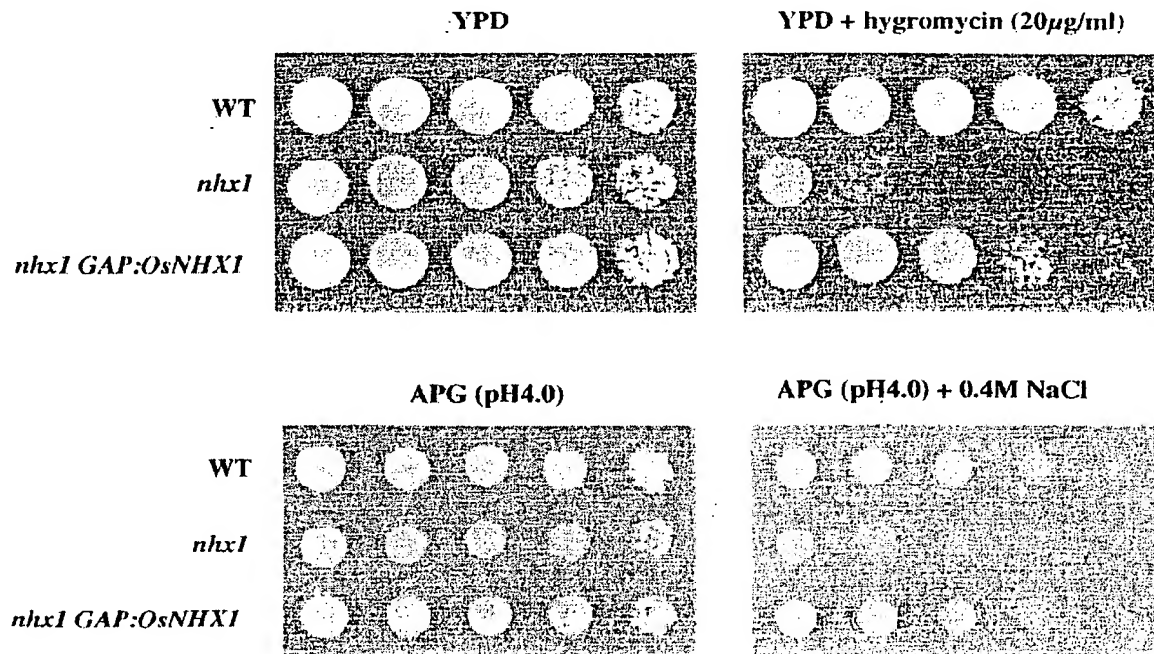 YPD
YPD + hygromycin (20µg/ml)
WT
nhx1
nhx1 GAP:OsNHX1
APG (pH4.0)
APG (pH4.0) + 0.4M NaCl
WT
nhx1
nhx1 GAP:OsNHX1